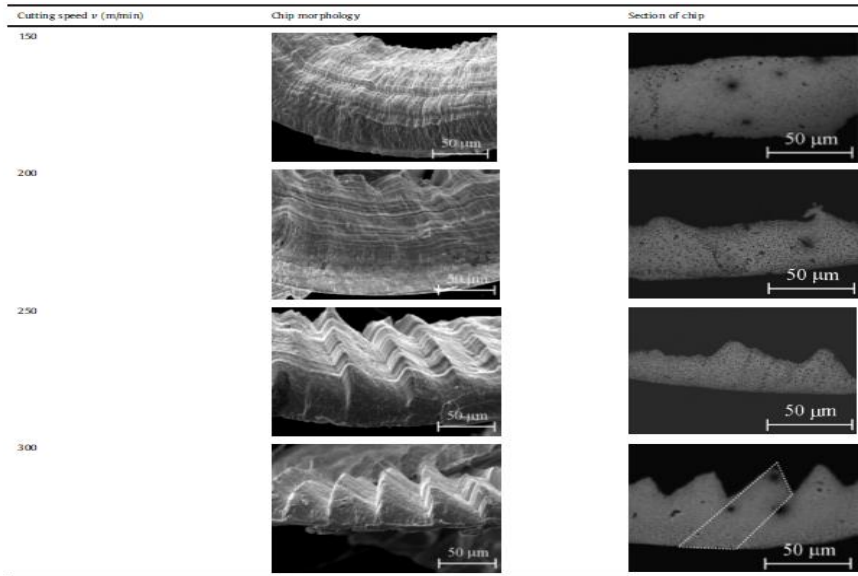 Cutting speed v (m/min) Chip morphology Section of chip
150
50 μm 50 μm
200
50 μm 50 μm
250
50 μm 50 μm
300
50 μm 50 μm